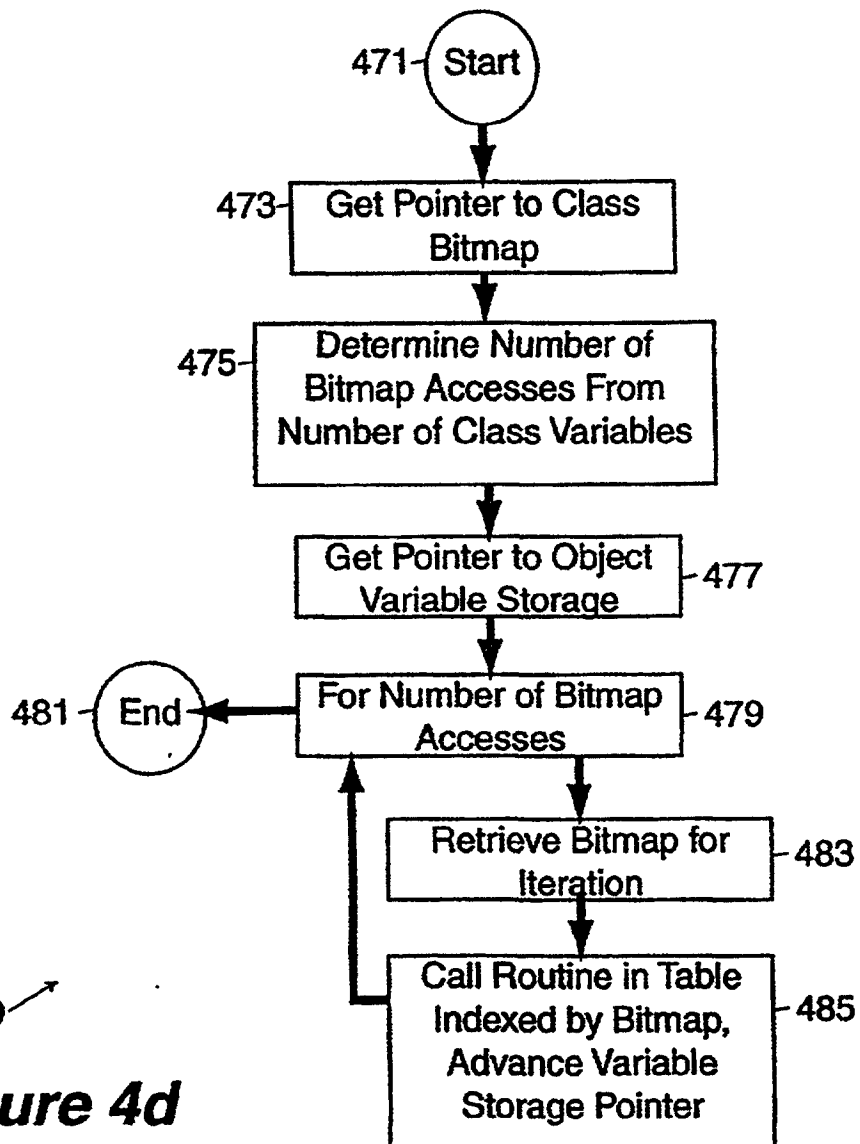 471
Start
473
Get Pointer to Class
Bitmap
475
Determine Number of
Bitmap Accesses From
Number of Class Variables
Get Pointer to Object
Variable Storage
477
481
End
For Number of Bitmap
Accesses
479
Retrieve Bitmap for
Iteration
483
Call Routine in Table
Indexed by Bitmap,
Advance Variable
Storage Pointer
485
ure 4d